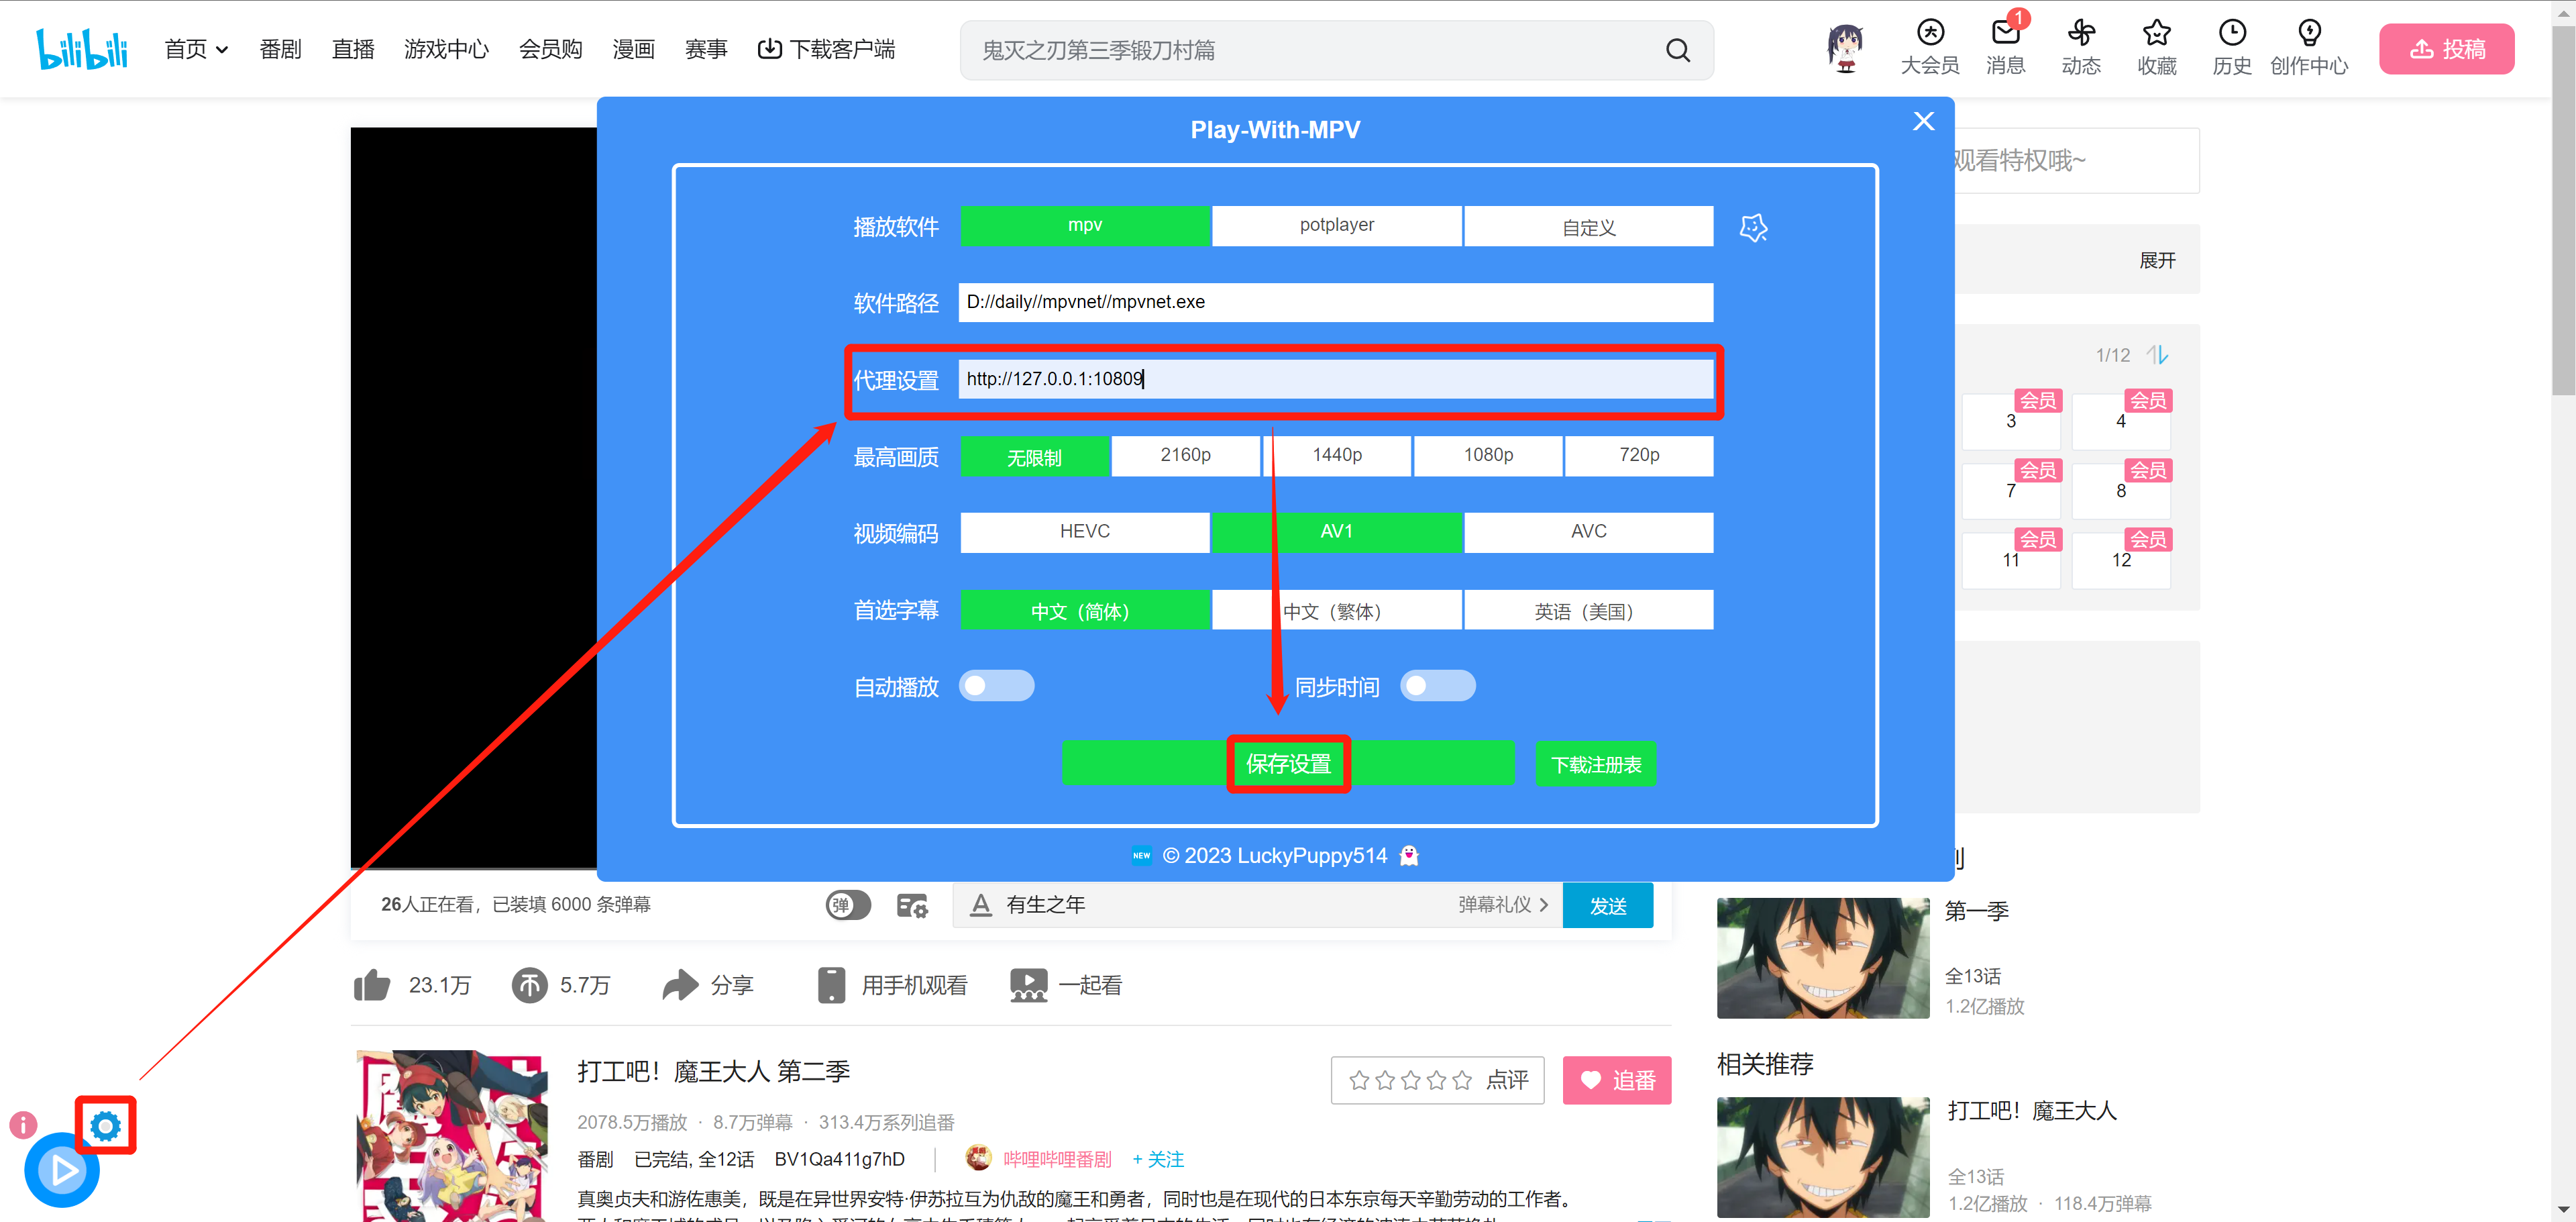 bilibili 首页 番剧 直播 游戏中心 会员购 漫画 赛事 下载客户端
鬼灭之刃第三季锻刀村篇
大会员 消息 1 动态 收藏 历史 创作中心 投稿
Play-With-MPV
播放软件 mpv potplayer 自定义
软件路径 D://daily//mpvnet//mpvnet.exe
代理设置 http://127.0.0.1:10809
最高画质 无限制 2160p 1440p 1080p 720p
视频编码 HEVC AV1 AVC
首选字幕 中文（简体） 中文（繁体） 英语（美国）
自动播放 同步时间
保存设置 下载注册表
NEW © 2023 LuckyPuppy514
观看特权哦~
展开
1/12
3 会员 4 会员
7 会员 8 会员
11 会员 12 会员
26人正在看，已装填 6000 条弹幕
弹 有生之年 弹幕礼仪 发送
23.1万 5.7万 分享 用手机观看 一起看
打工吧！魔王大人 第二季
点评 追番
2078.5万播放 · 8.7万弹幕 · 313.4万系列追番
番剧 已完结, 全12话 BV1Qa411g7hD 哔哩哔哩番剧 + 关注
真奥贞夫和游佐惠美，既是在异世界安特·伊苏拉互为仇敌的魔王和勇者，同时也是在现代的日本东京每天辛勤劳动的工作者。
第一季
全13话
1.2亿播放
相关推荐
打工吧！魔王大人
全13话
1.2亿播放 · 118.4万弹幕